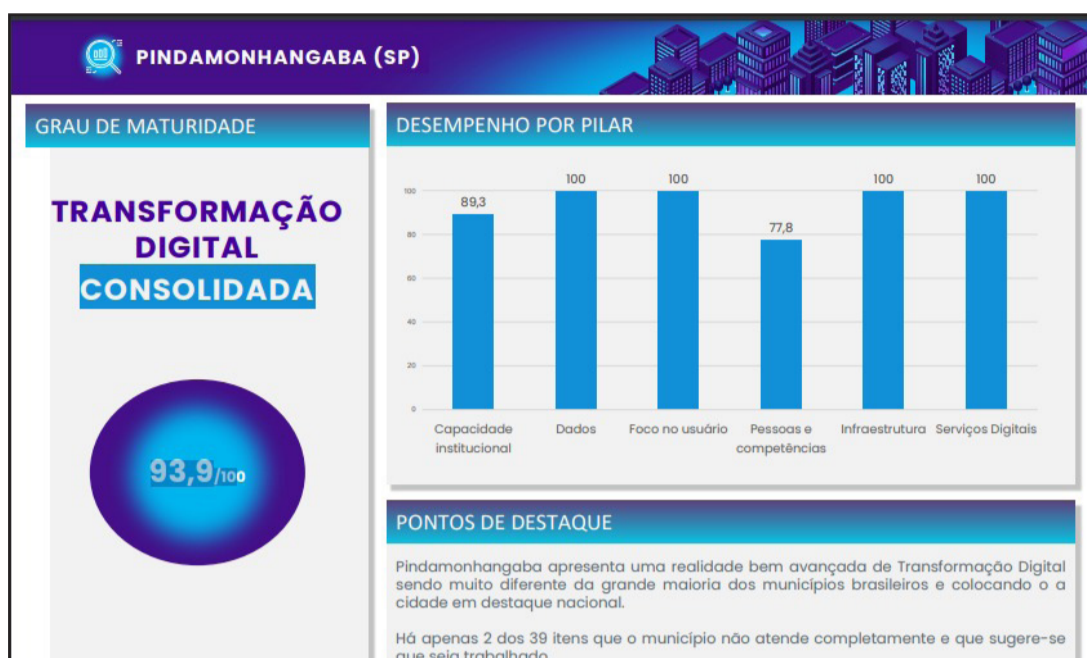 PINDAMONHANGABA (SP)
GRAU DE MATURIDADE
TRANSFORMAÇÃO
DIGITAL
CONSOLIDADA
93,9/100
DESEMPENHO POR PILAR
100
80
60
40
20
0
89,3
100
100
77,8
100
100
Capacidade
institucional
Dados
Foco no usuário
Pessoas e
competências
Infraestrutura
Serviços Digitais
PONTOS DE DESTAQUE
Pindamonhangaba apresenta uma realidade bem avançada de Transformação Digital
sendo muito diferente da grande maioria dos municípios brasileiros e colocando o a
cidade em destaque nacional.
Há apenas 2 dos 39 itens que o município não atende completamente e que sugere-se
que seja trabalhado